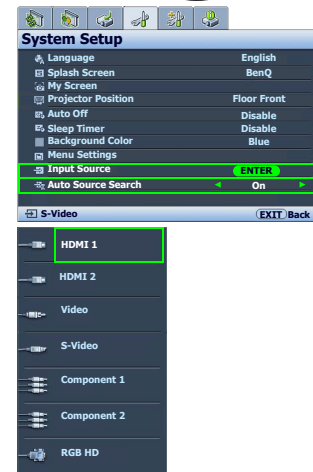 System Setup
Language English
Splash Screen BenQ
My Screen
Projector Position Floor Front
Auto Off Disable
Sleep Timer Disable
Background Color Blue
Menu Settings
Input Source ENTER
Auto Source Search On
S-Video EXIT Back
HDMI 1
HDMI 2
Video
S-Video
Component 1
Component 2
RGB HD